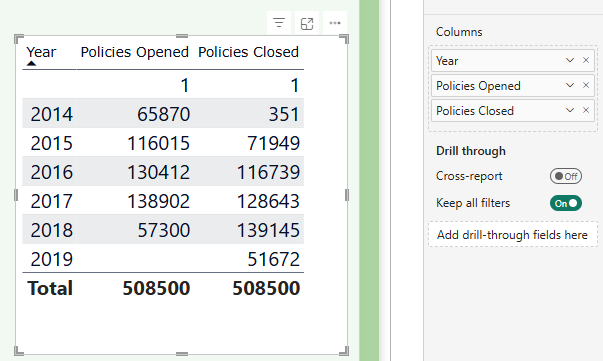 Year Policies Opened Policies Closed
1 1
2014 65870 351
2015 116015 71949
2016 130412 116739
2017 138902 128643
2018 57300 139145
2019 51672
Total 508500 508500
Columns
Year
Policies Opened
Policies Closed
Drill through
Cross-report Off
Keep all filters On
Add drill-through fields here